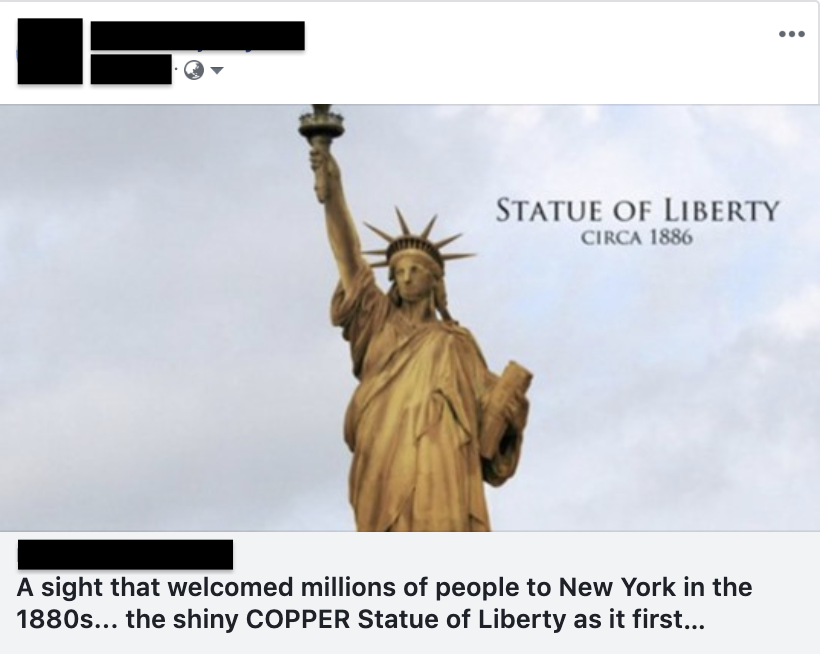 STATUE OF LIBERTY
CIRCA 1886
A sight that welcomed millions of people to New York in the
1880s... the shiny COPPER Statue of Liberty as it first...